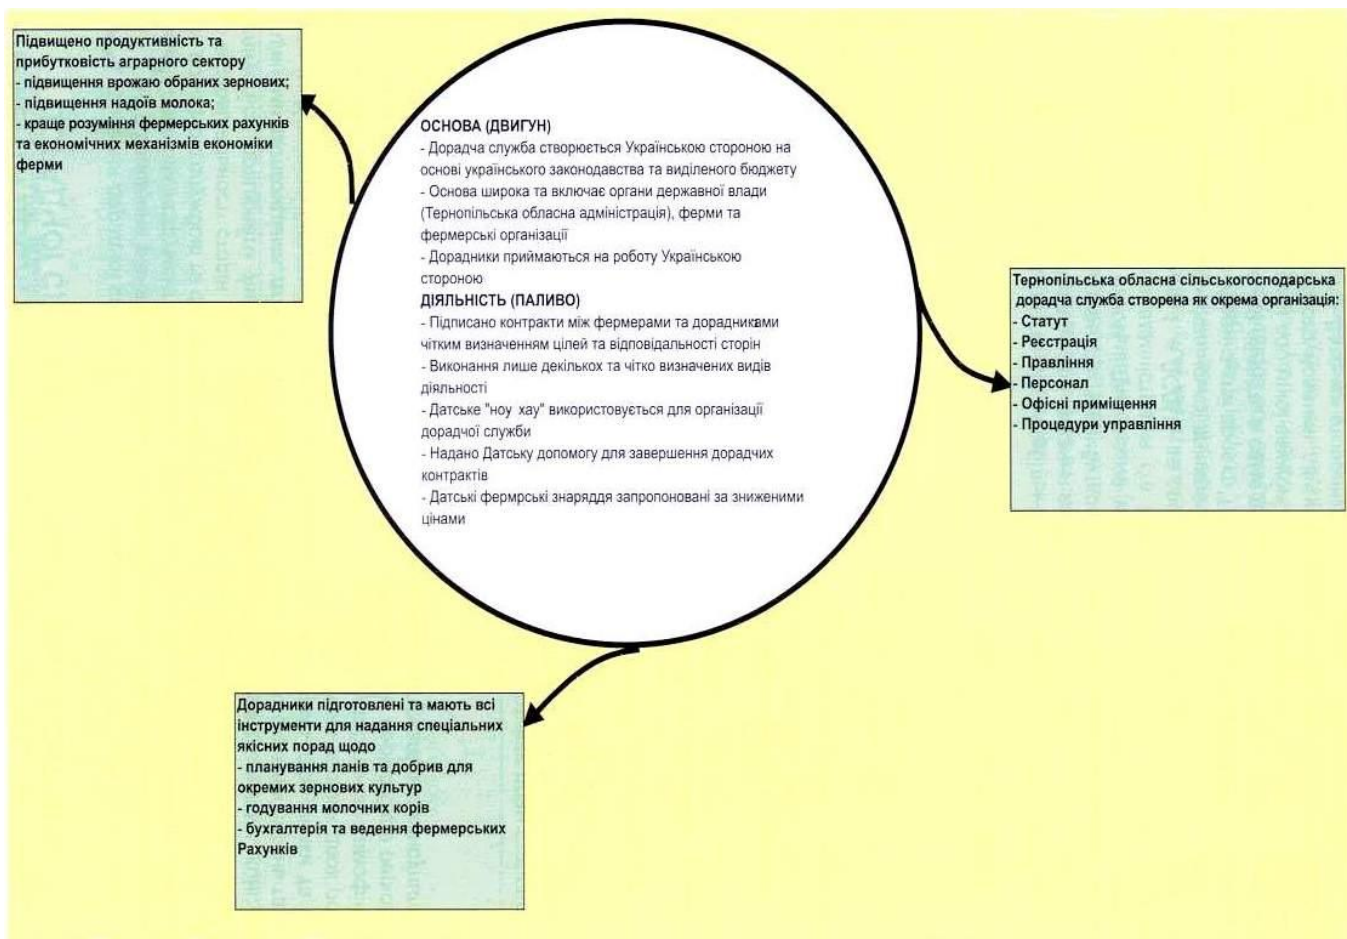 Підвищено продуктивність та
прибутковість аграрного сектору
- підвищення врожаю обраних зернових;
- підвищення надоїв молока;
- краще розуміння фермерських рахунків
та економічних механізмів економіки
ферми
ОСНОВА (ДВИГУН)
- Дорадча служба створюється Українською стороною на
основі українського законодавства та виділеного бюджету
- Основа широка та включає органи державної влади
(Тернопільська обласна адміністрація), ферми та
фермерські організації
- Дорадники приймаються на роботу Українською
стороною
ДІЯЛЬНІСТЬ (ПАЛИВО)
- Підписано контракти між фермерами та дорадниками
чітким визначенням цілей та відповідальності сторін
- Виконання лише декількох та чітко визначених видів
діяльності
- Датське "ноу хау" використовується для організації
дорадчої служби
- Надано Датську допомогу для завершення дорадчих
контрактів
- Датські фермрські знаряддя запропоновані за зниженими
цінами
Тернопільська обласна сільськогосподарська
дорадча служба створена як окрема організація:
- Статут
- Реєстрація
- Правління
- Персонал
- Офісні приміщення
- Процедури управління
Дорадники підготовлені та мають всі
інструменти для надання спеціальних
якісних порад щодо
- планування ланів та добрив для
окремих зернових культур
- годування молочних корів
- бухгалтерія та ведення фермерських
Рахунків